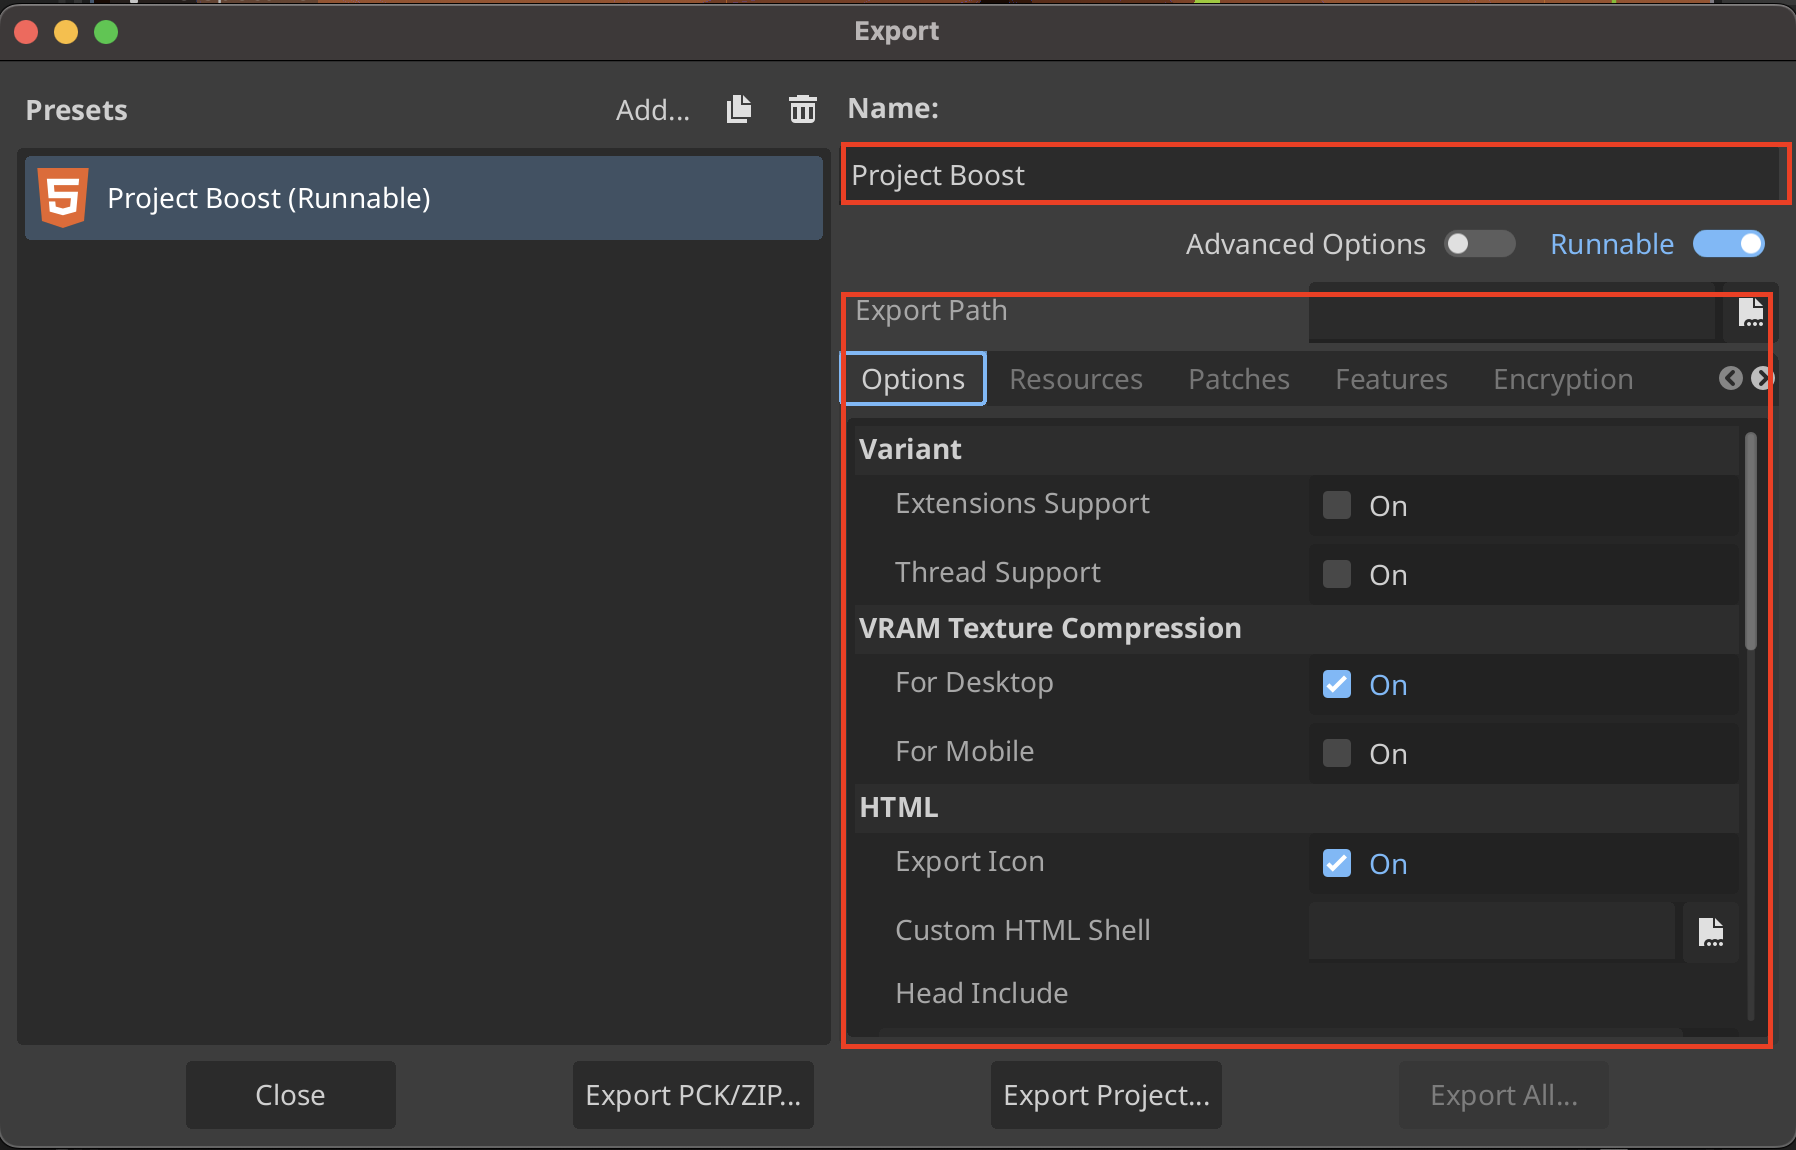 Export
Presets
Add...
Name:
Project Boost (Runnable)
Project Boost
Advanced Options
Runnable
Export Path
Options
Resources
Patches
Features
Encryption
Variant
Extensions Support
On
Thread Support
On
VRAM Texture Compression
For Desktop
On
For Mobile
On
HTML
Export Icon
On
Custom HTML Shell
Head Include
Close
Export PCK/ZIP...
Export Project...
Export All...